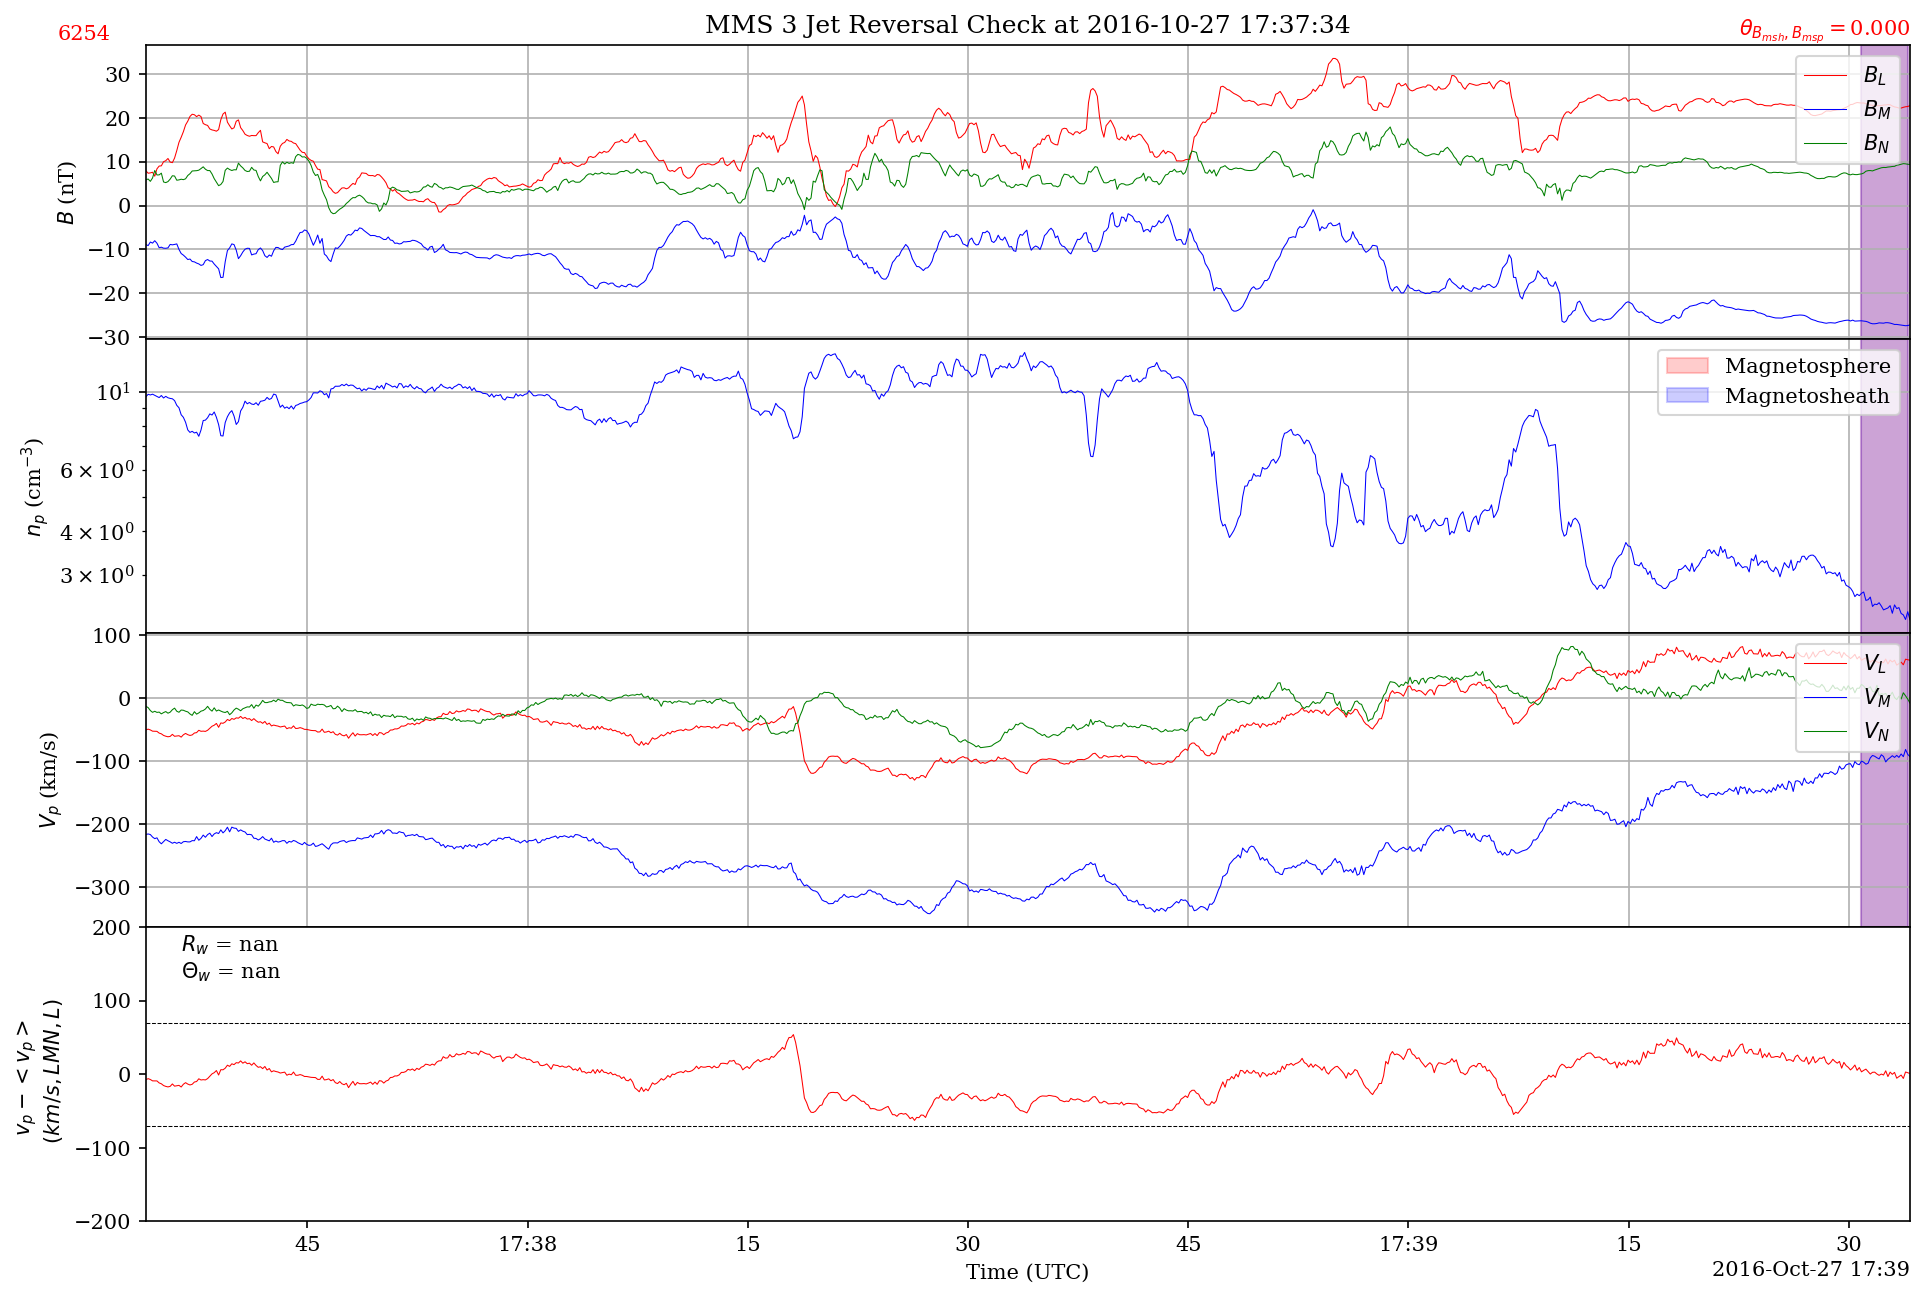 MMS 3 Jet Reversal Check at 2016-10-27 17:37:34
6254
θ_{B_{msh}, B_{msp}} = 0.000
30
20
10
0
−10
−20
−30
B (nT)
B_L
B_M
B_N
10^1
6 × 10^0
4 × 10^0
3 × 10^0
n_p (cm^{−3})
Magnetosphere
Magnetosheath
100
0
−100
−200
−300
V_p (km/s)
V_L
V_M
V_N
200
100
0
−100
−200
v_p − < v_p >
(km/s, LMN, L)
R_w = nan
Θ_w = nan
45
17:38
15
30
45
17:39
15
30
Time (UTC)
2016-Oct-27 17:39